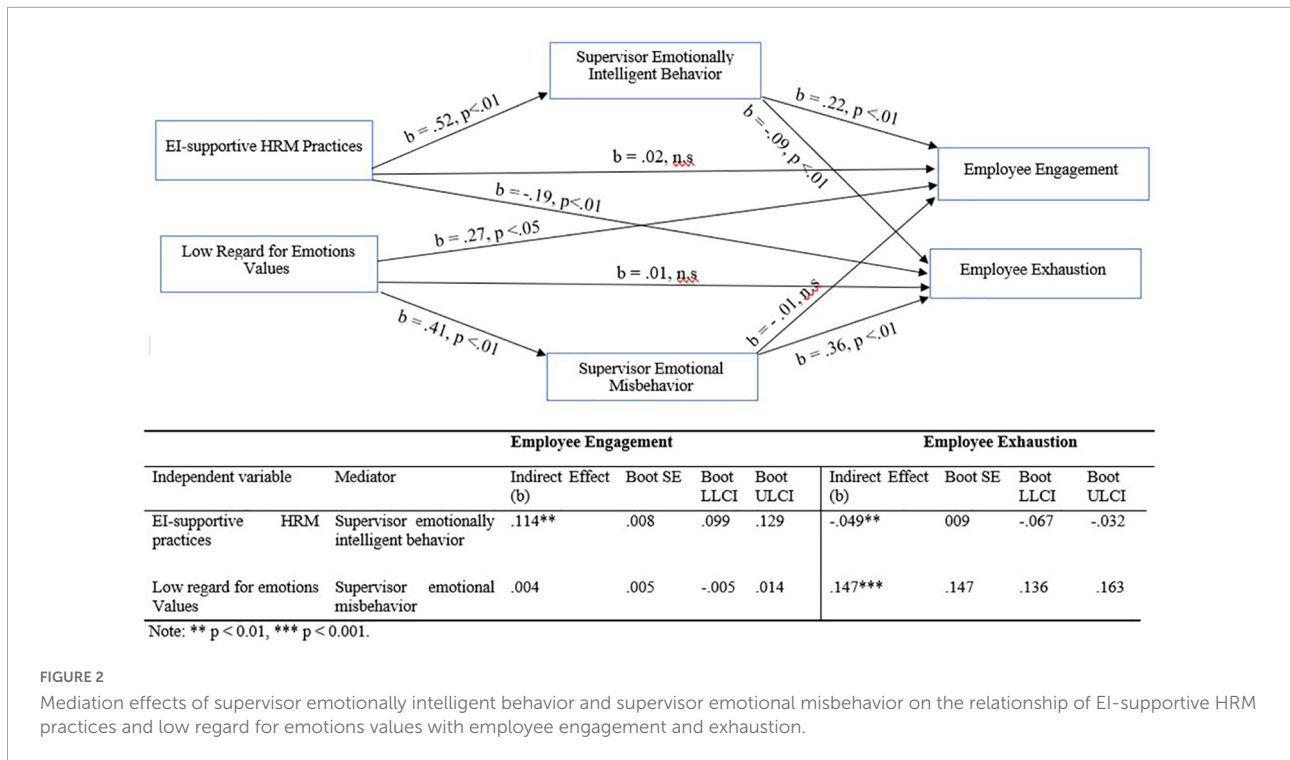 Supervisor Emotionally
Intelligent Behavior
b = .52, p<.01
b = .22, p <.01
EI-supportive HRM Practices
b = -.09, p <.01
b = .02, n.s
Employee Engagement
b = -.19, p<.01
b = .27, p <.05
Low Regard for Emotions
Values
b = .01, n.s
Employee Exhaustion
b = .41, p <.01
b = - .01, n.s
b = .36, p <.01
Supervisor Emotional
Misbehavior
Employee Engagement Employee Exhaustion
Independent variable Mediator Indirect Effect Boot SE Boot Boot Indirect Effect Boot SE Boot Boot
(b) LLCI ULCI (b) LLCI ULCI
EI-supportive HRM Supervisor emotionally .114** .008 .099 .129 -.049** 009 -.067 -.032
practices intelligent behavior
Low regard for emotions Supervisor emotional .004 .005 -.005 .014 .147*** .147 .136 .163
Values misbehavior
Note: ** p < 0.01, *** p < 0.001.
FIGURE 2
Mediation effects of supervisor emotionally intelligent behavior and supervisor emotional misbehavior on the relationship of EI-supportive HRM
practices and low regard for emotions values with employee engagement and exhaustion.